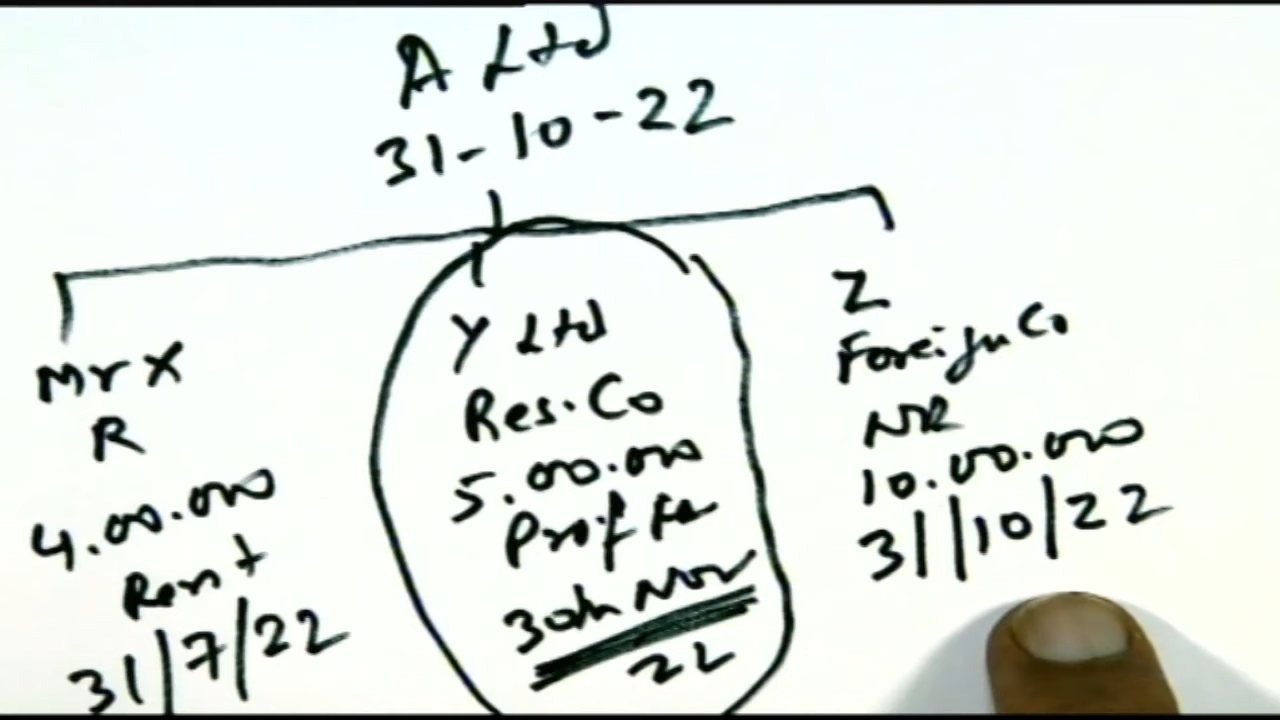 A Ltd
31-10-22
Mr X
R
4.00.000
Rent
31/7/22
Y Ltd
Res. Co
5.00.000
Prof Fee
30th Nov
22
Z
Foreign Co
NR
10.00.000
31/10/22